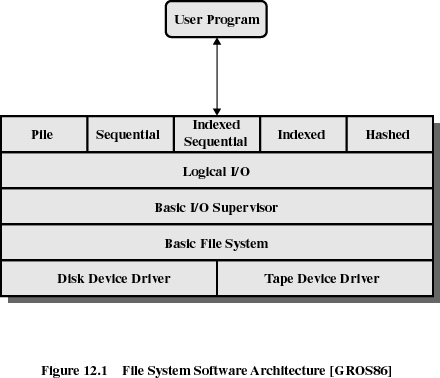 User Program
Pile
Sequential
Indexed
Sequential
Indexed
Hashed
Logical I/O
Basic I/O Supervisor
Basic File System
Disk Device Driver
Tape Device Driver
Figure 12.1 File System Software Architecture [GROS86]